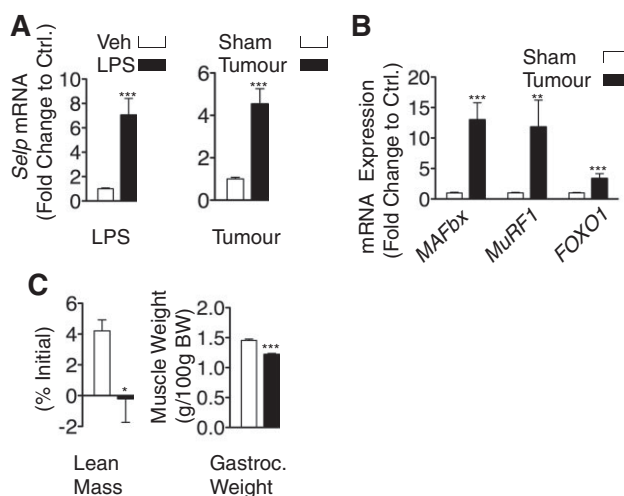 A
Veh
LPS
Sham
Tumour
Selp mRNA
(Fold Change to Ctrl.)
10
8
6
4
2
0
***
LPS
6
4
2
0
***
Tumour
B
Sham
Tumour
mRNA Expression
(Fold Change to Ctrl.)
20
15
10
5
0
***
**
***
MAFbx
MuRF1
FOXO1
C
(% Initial)
6
4
2
0
-2
*
Lean
Mass
Muscle Weight
(g/100g BW)
2.0
1.5
1.0
0.5
0.0
***
Gastroc.
Weight